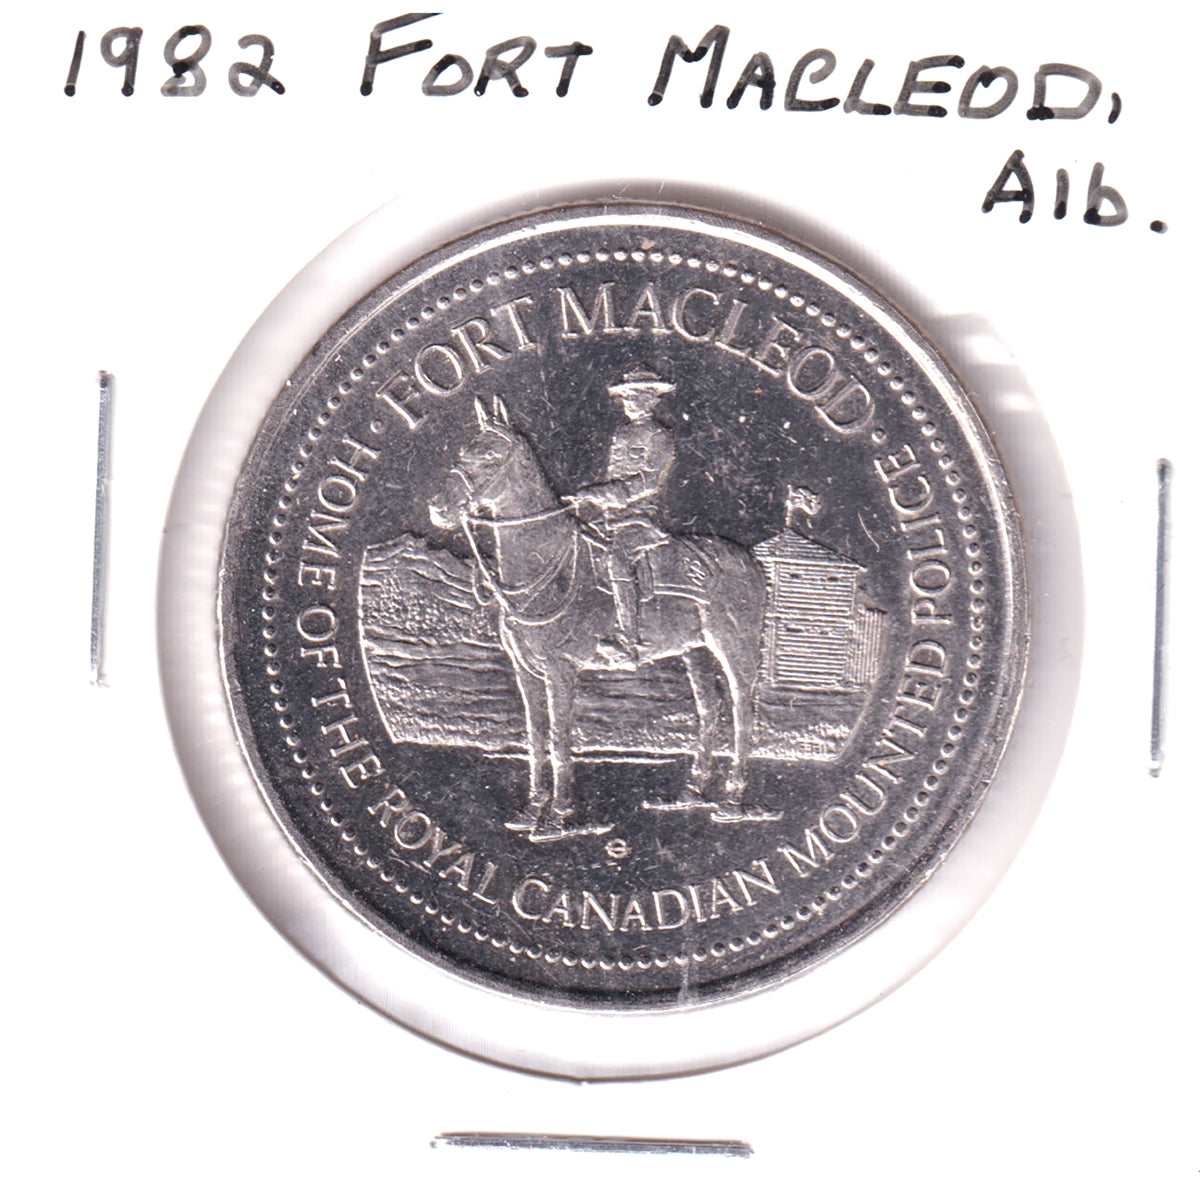 1982 FORT MACLEOD,
Alb.
· FORT MACLEOD ·
HOME OF THE ROYAL CANADIAN MOUNTED POLICE